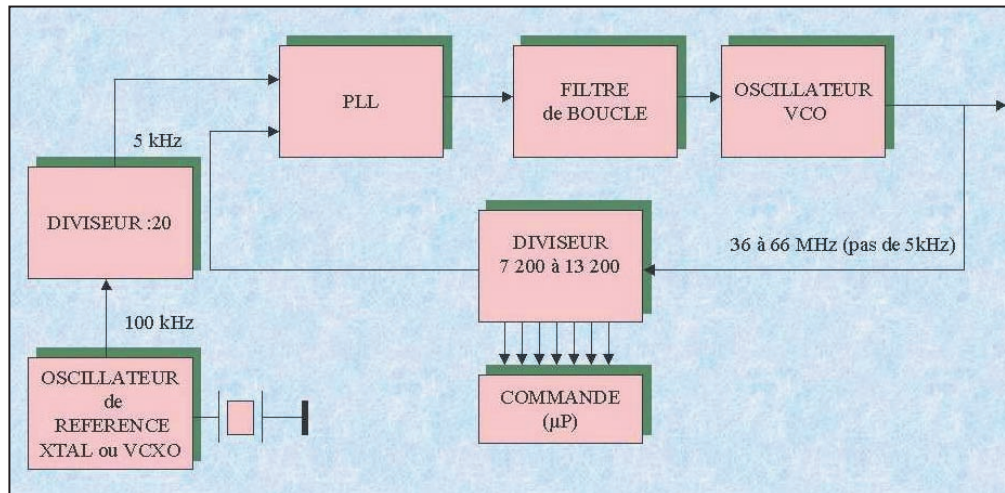 PLL
FILTRE
de BOUCLE
OSCILLATEUR
VCO
5 kHz
DIVISEUR :20
DIVISEUR
7 200 à 13 200
36 à 66 MHz (pas de 5kHz)
100 kHz
OSCILLATEUR
de
REFERENCE
XTAL ou VCXO
COMMANDE
(µP)